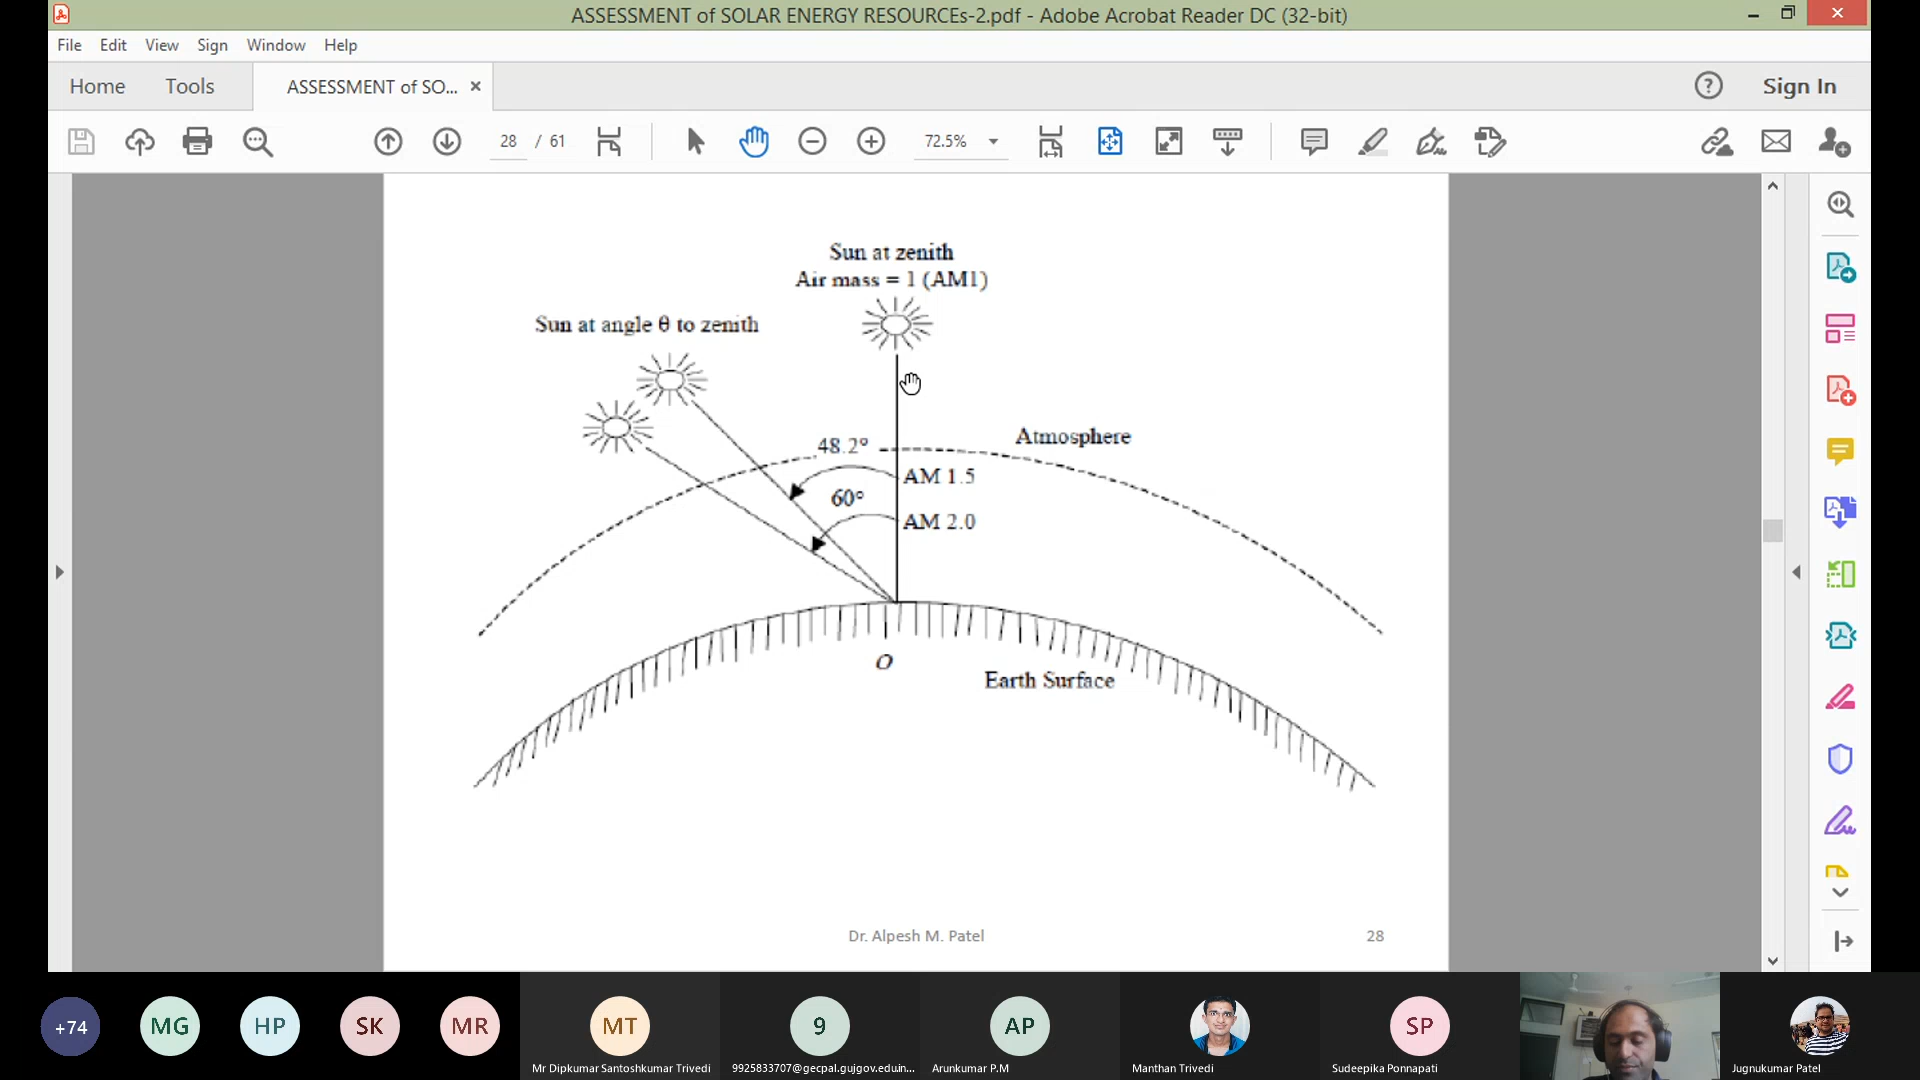 ASSESSMENT of SOLAR ENERGY RESOURCEs-2.pdf - Adobe Acrobat Reader DC (32-bit)
File Edit View Sign Window Help
Home Tools ASSESSMENT of SO... × ? Sign In
28 / 61 72.5%
Sun at zenith
Air mass = 1 (AM1)
Sun at angle θ to zenith
48.2°
Atmosphere
AM 1.5
60°
AM 2.0
O
Earth Surface
Dr. Alpesh M. Patel 28
+74 MG HP SK MR MT 9 AP SP
Mr Dipkumar Santoshkumar Trivedi 9925833707@gecpal.gujgov.eduin... Arunkumar P.M Manthan Trivedi Sudeepika Ponnapati Jugnukumar Patel